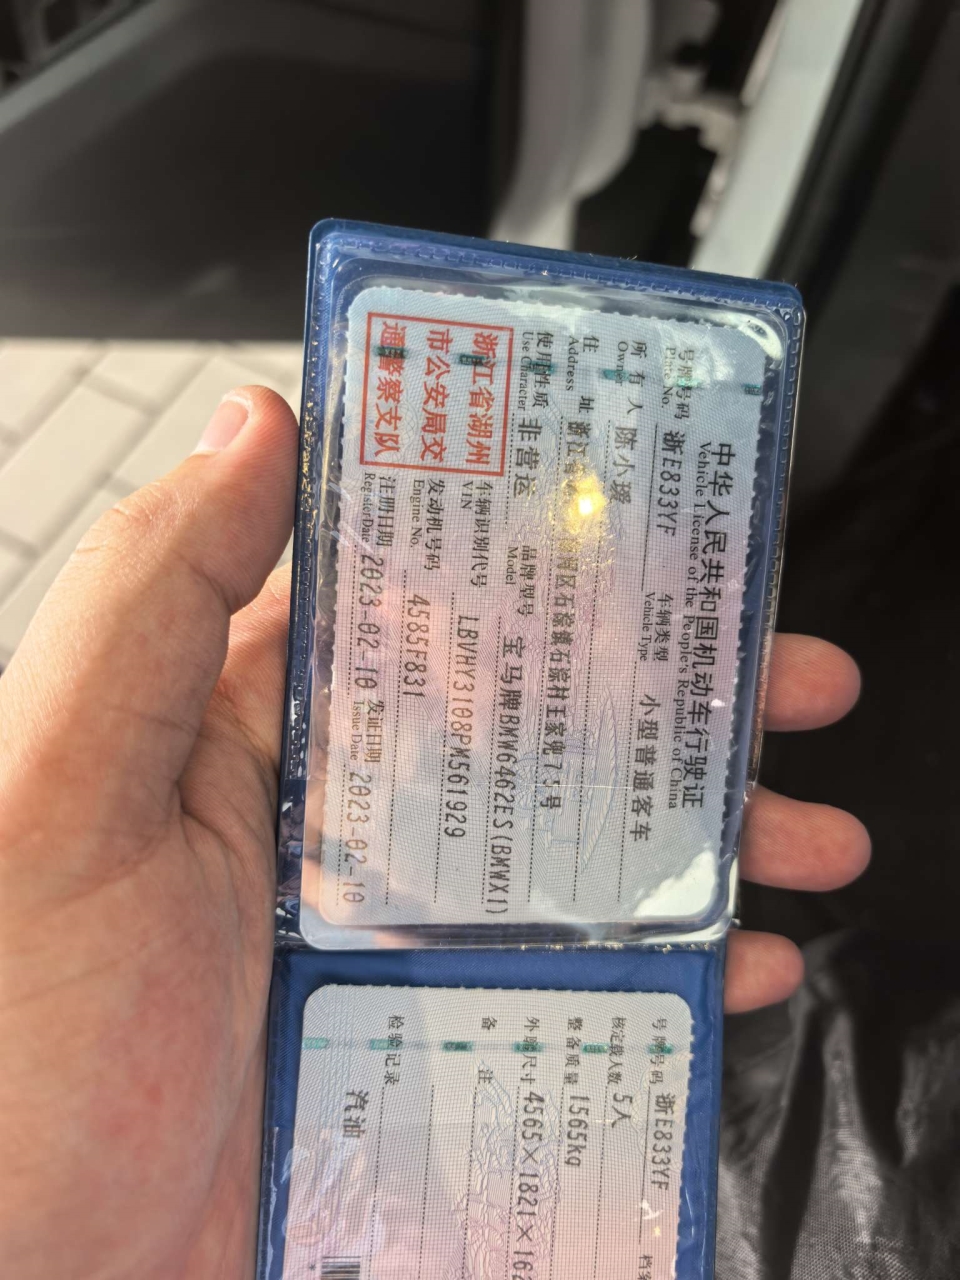 中华人民共和国机动车行驶证
Vehicle License of the People's Republic of China
号牌号码 浙E833YF 车辆类型 小型普通客车
Plate No. Vehicle Type
所有人 陈小瑶
Owner
住址 浙江
Address 区石淙镇石淙村王家兜75号
使用性质 非营运 品牌型号 宝马牌BMW6462ES(BMWX1)
Use Character Model
浙江省湖州
市公安局交
通警察支队
车辆识别代号 LBVHY3108PM561929
VIN
发动机号码 4585F831
Engine No.
注册日期 2023-02-10 发证日期 2023-02-10
Register Date Issue Date
号牌号码 浙E833YF 档案
核定载人数 5人
整备质量 1565kg
外廓尺寸 4565×1821×16
备注
检验记录
汽油